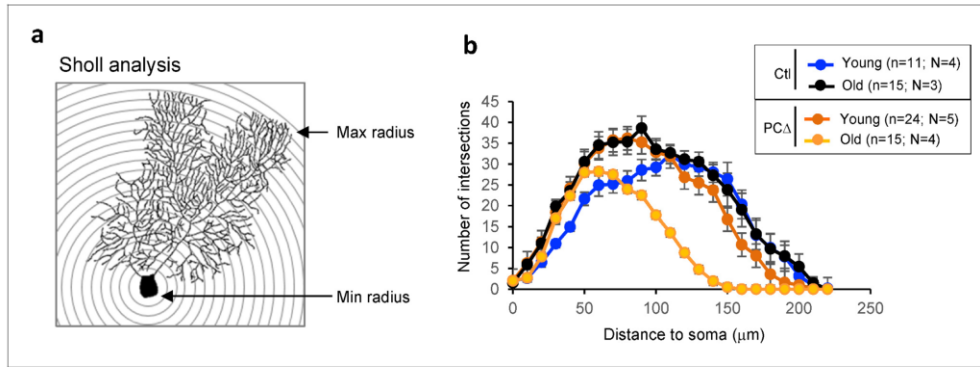 a
Sholl analysis
Max radius
Min radius
b
Ctl
Young (n=11; N=4)
Old (n=15; N=3)
PCΔ
Young (n=24; N=5)
Old (n=15; N=4)
Number of intersections
45
40
35
30
25
20
15
10
5
0
0
50
100
150
200
250
Distance to soma (μm)